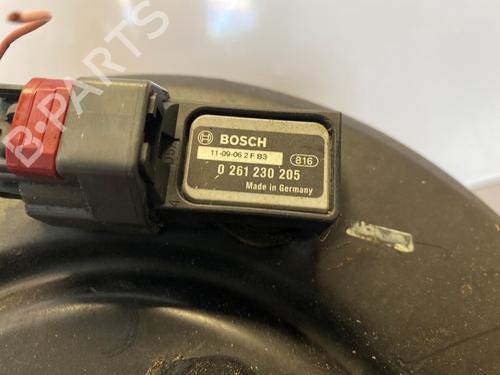 BOSCH
11-09-06 2 F B3
816
0 261 230 205
Made in Germany
B-PARTS